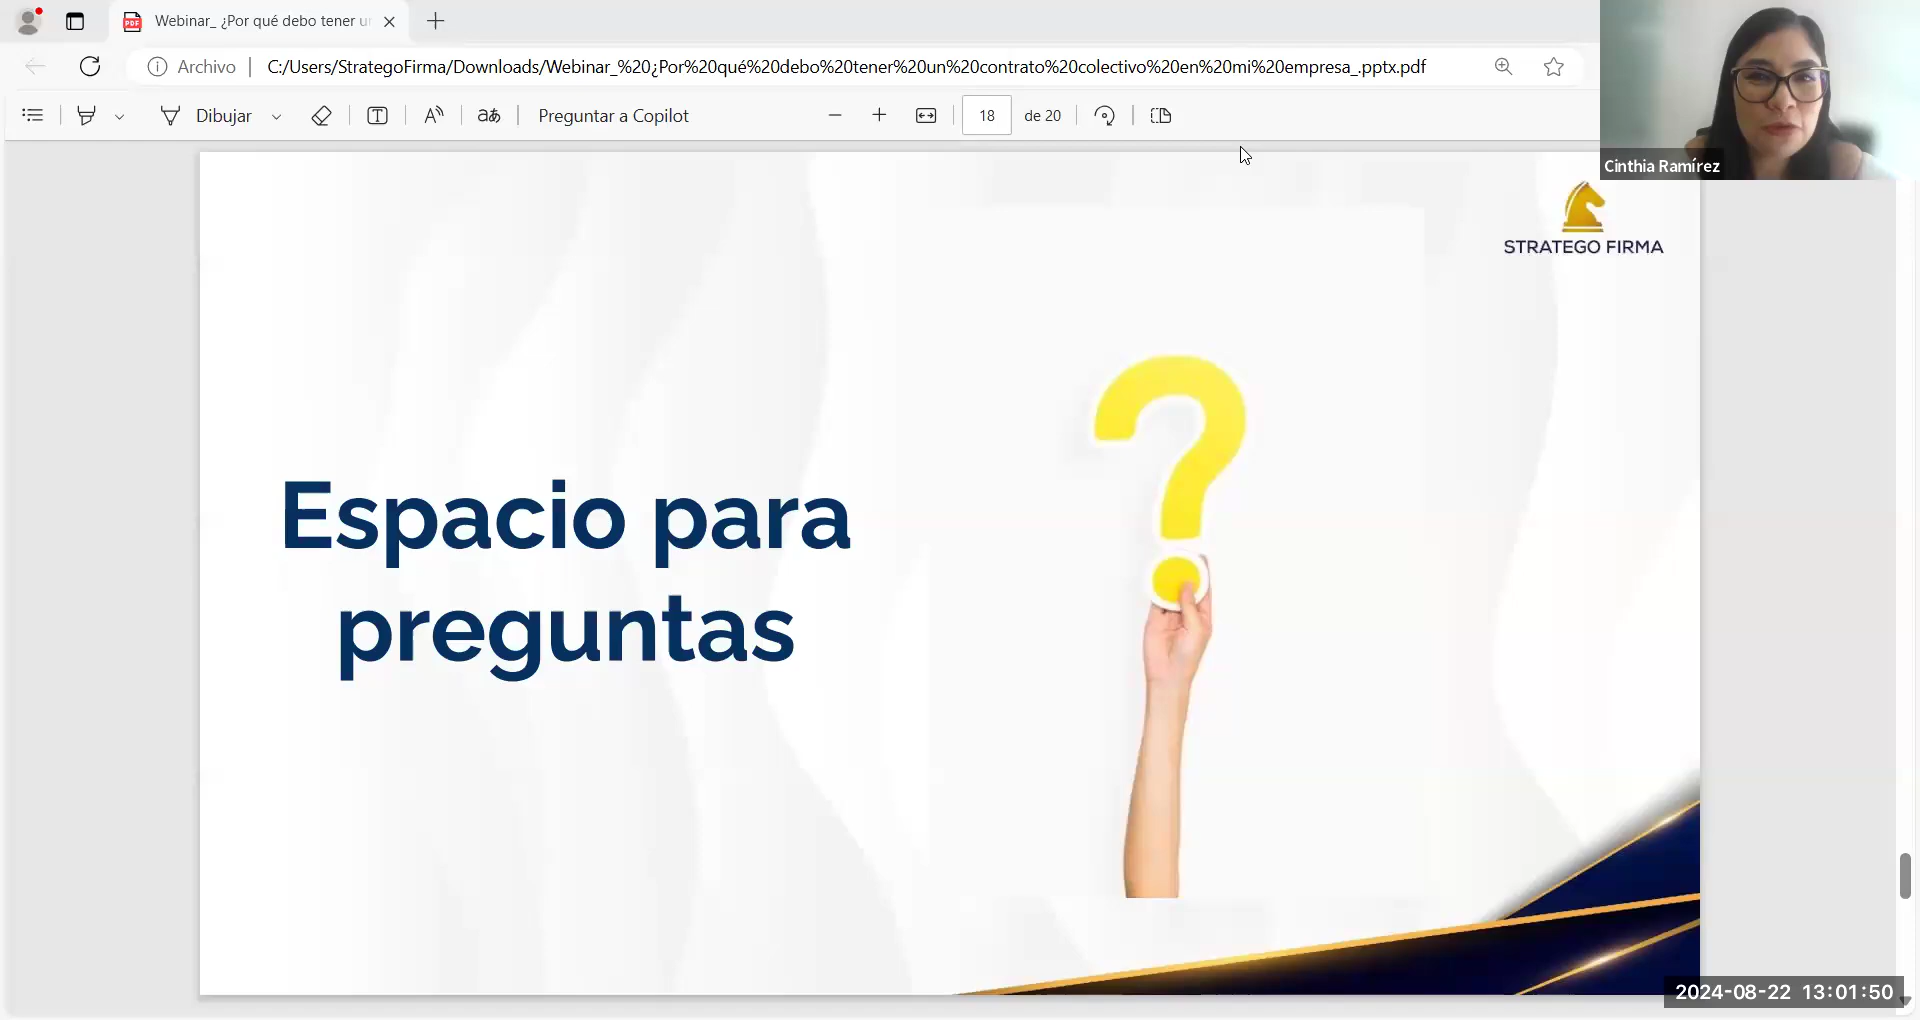 Webinar_ ¿Por qué debo tener u
Archivo
C:/Users/StrategoFirma/Downloads/Webinar_%20¿Por%20qué%20debo%20tener%20un%20contrato%20colectivo%20en%20mi%20empresa_.pptx.pdf
Dibujar
Preguntar a Copilot
18 de 20
Cinthia Ramírez
STRATEGO FIRMA
Espacio para
preguntas
2024-08-22 13:01:50